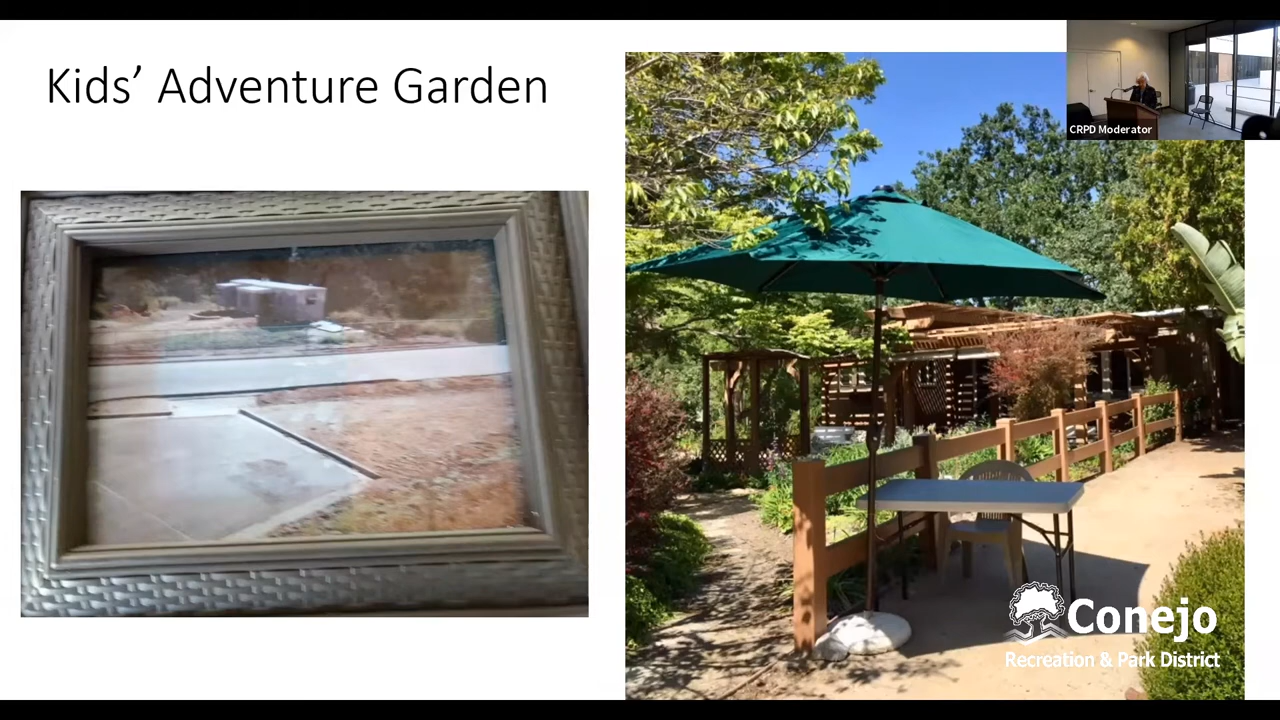 Kids’ Adventure Garden
CRPD Moderator
Conejo
Recreation & Park District